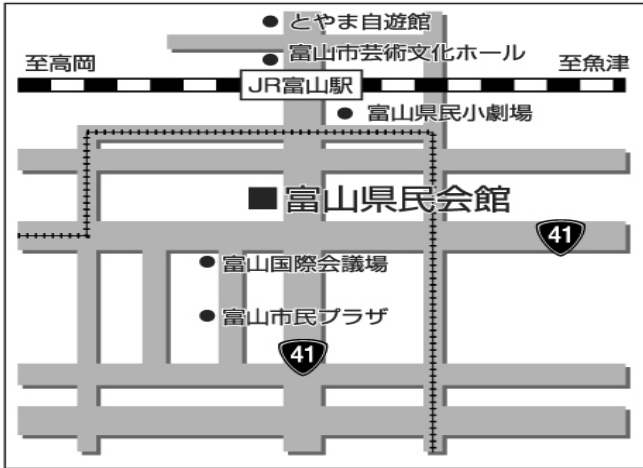 とやま自遊館
富山市芸術文化ホール
至高岡
至魚津
JR富山駅
富山県民小劇場
富山県民会館
41
富山国際会議場
富山市民プラザ
41